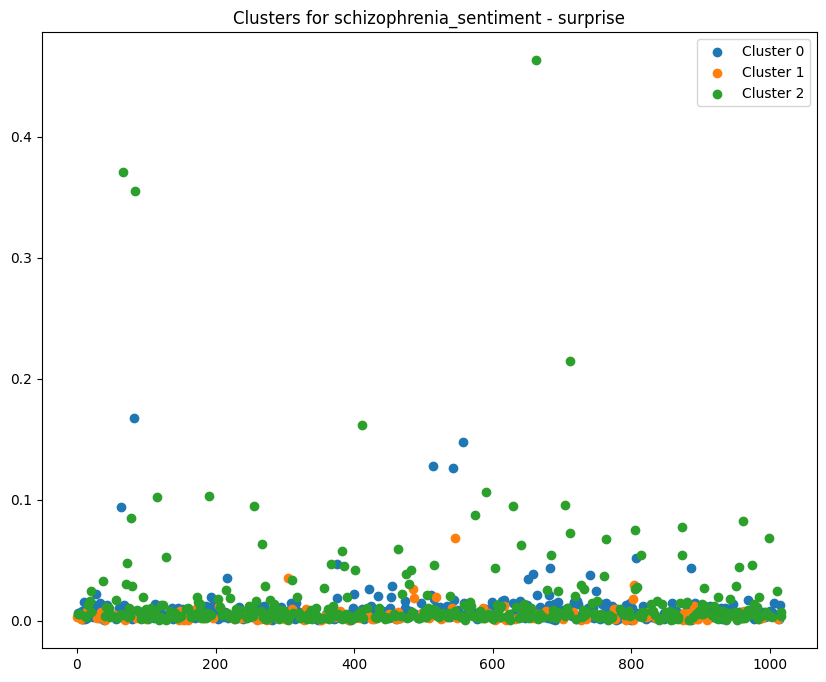 Clusters for schizophrenia_sentiment - surprise
Cluster 0
Cluster 1
Cluster 2
0.4
0.3
0.2
0.1
0.0
0 200 400 600 800 1000